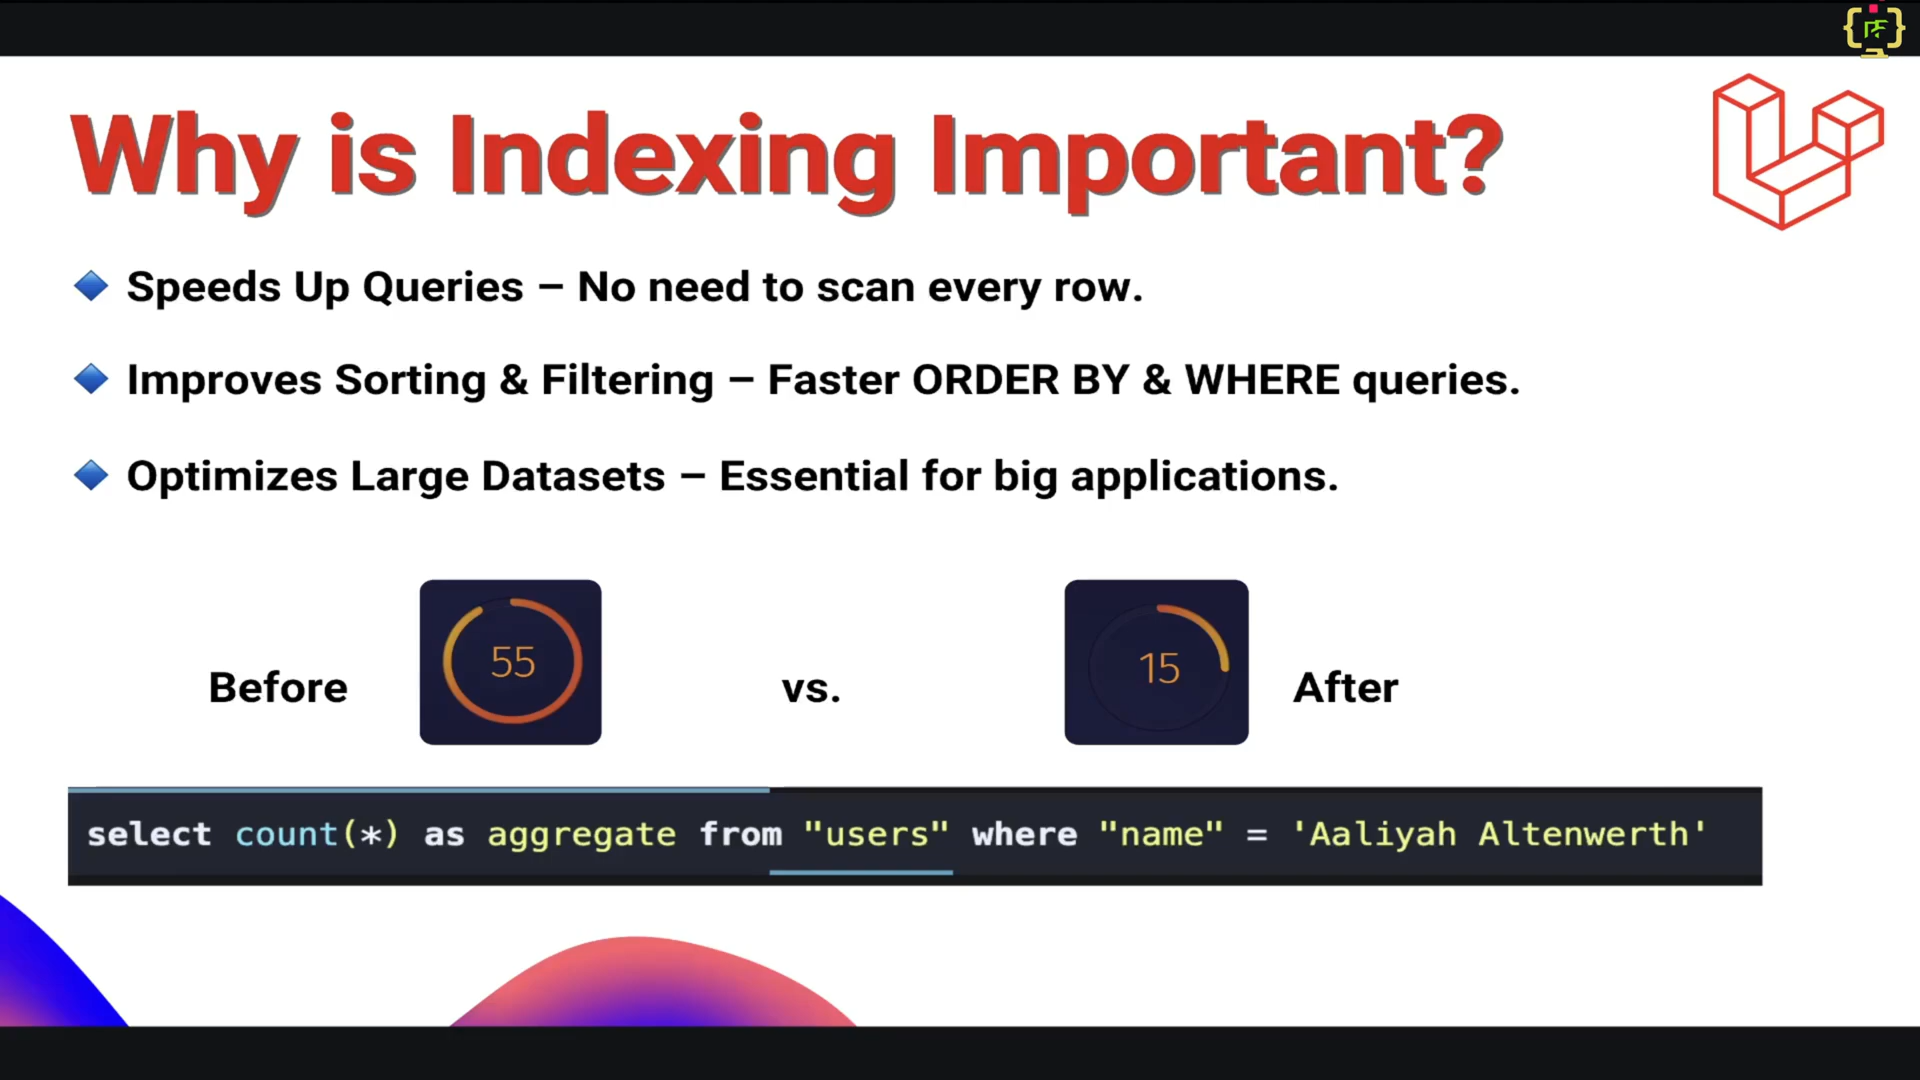 Why is Indexing Important?
Speeds Up Queries – No need to scan every row.
Improves Sorting & Filtering – Faster ORDER BY & WHERE queries.
Optimizes Large Datasets – Essential for big applications.
Before 55 vs. 15 After
select count(*) as aggregate from "users" where "name" = 'Aaliyah Altenwerth'